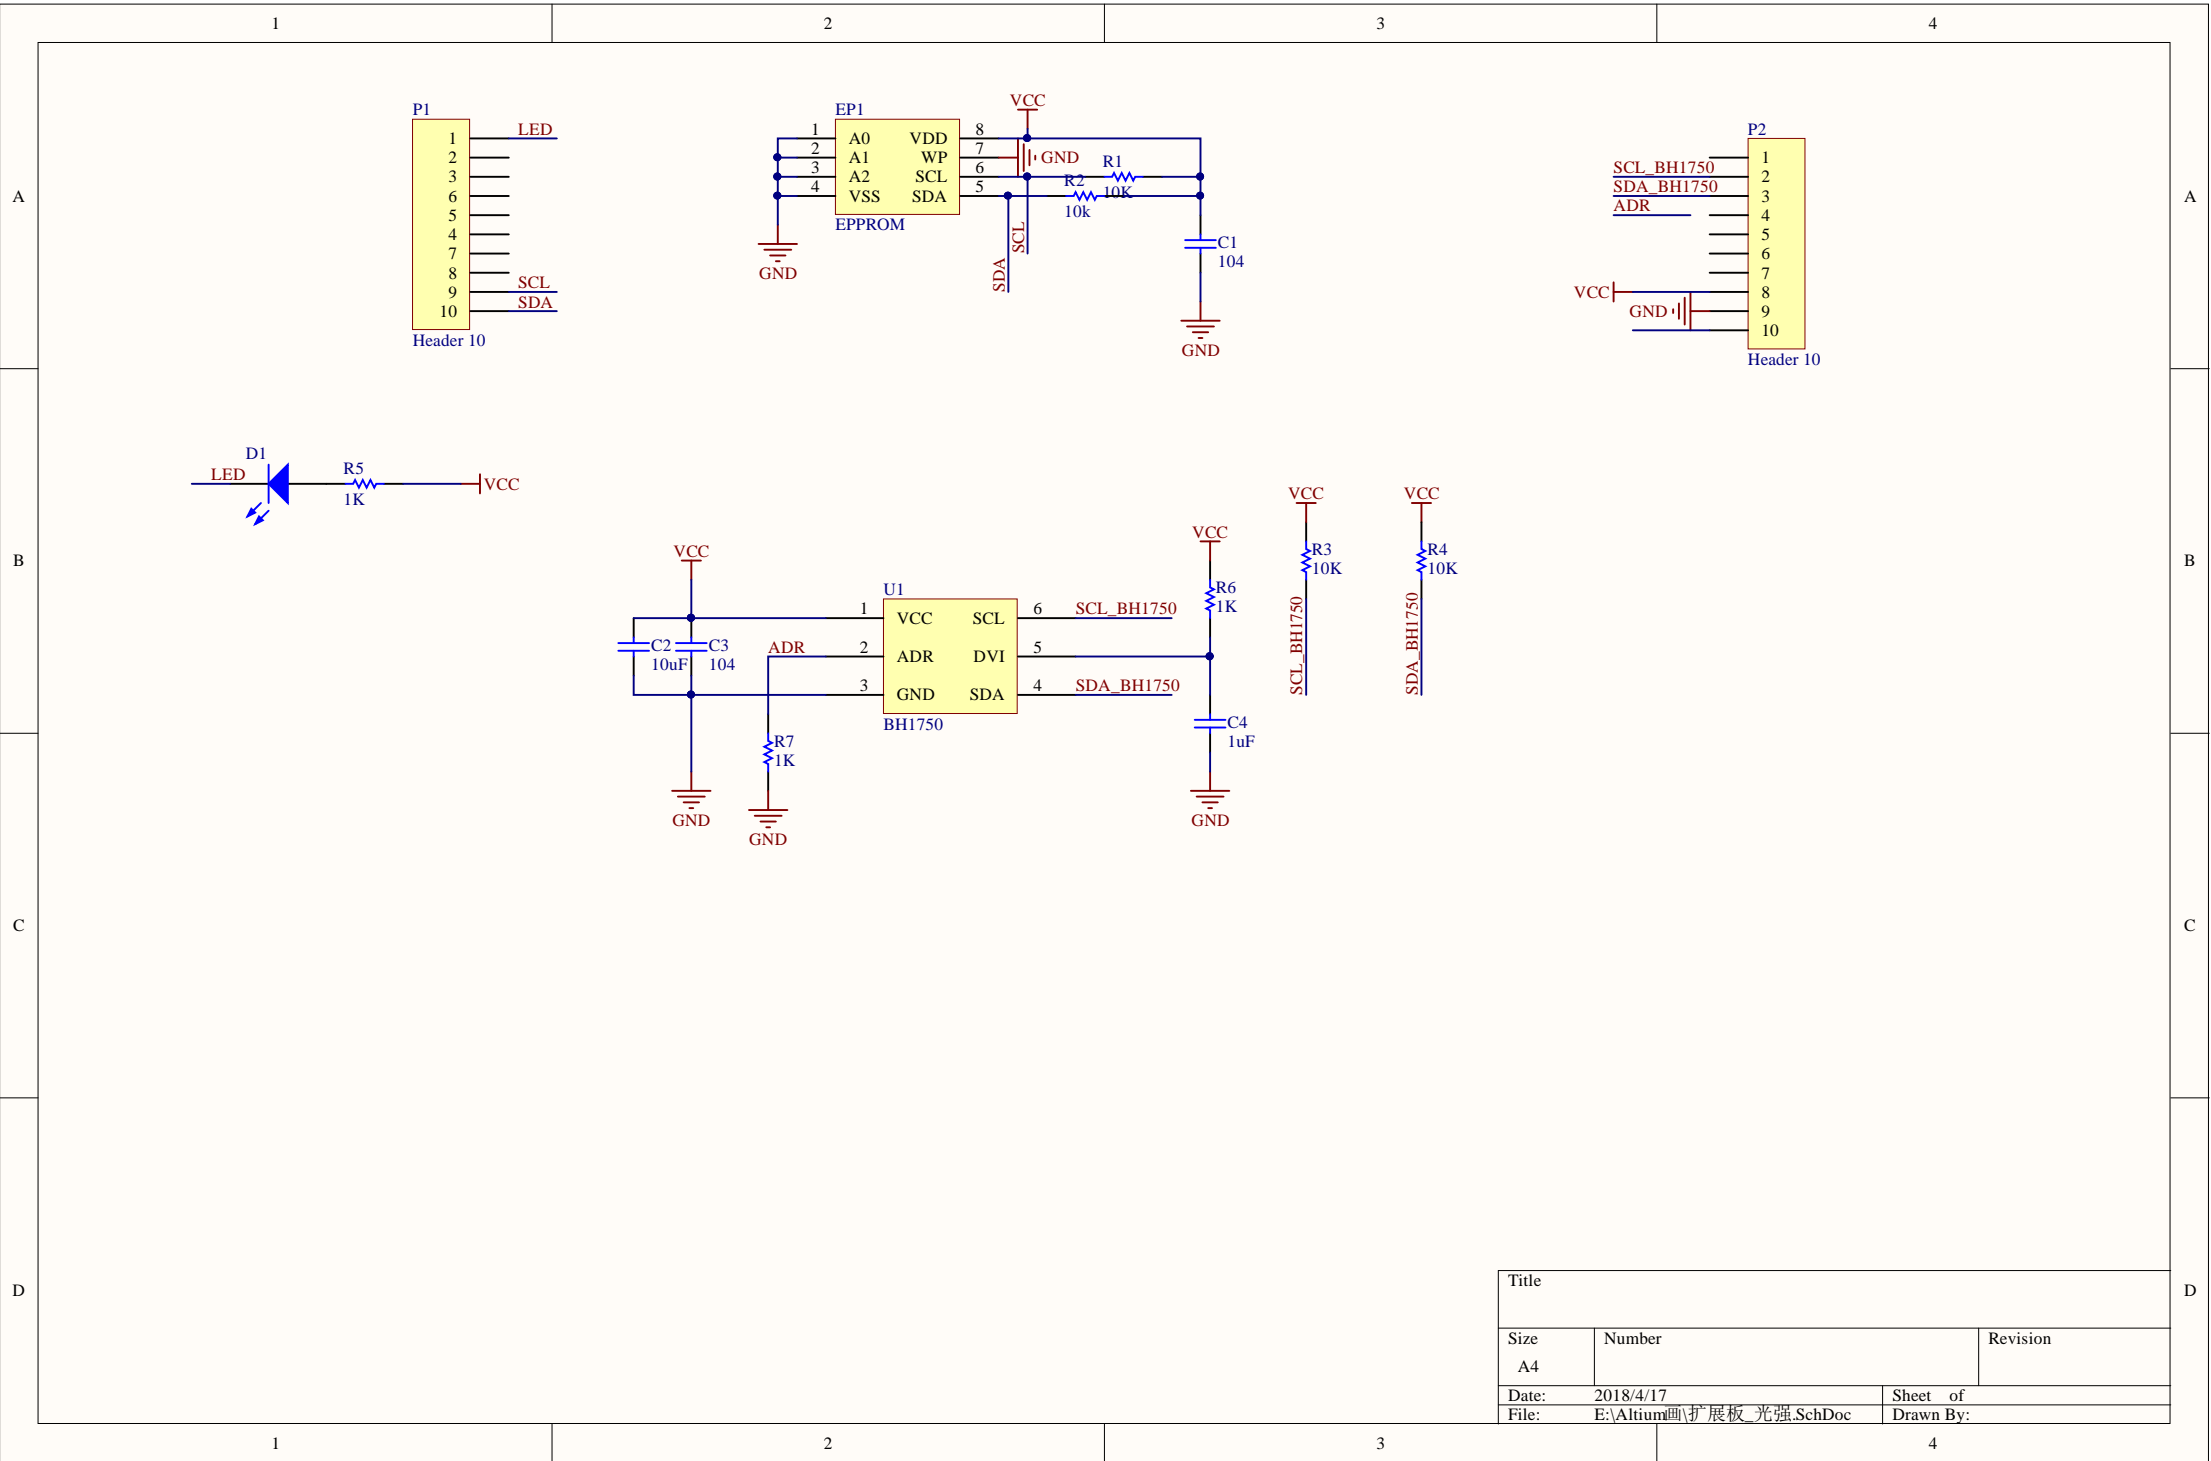 1 2 3 4
A A
B B
C C
D D
P1
1 LED
2
3
6
5
4
7
8
9 SCL
10 SDA
Header 10
EP1
1 A0 VDD 8
2 A1 WP 7
3 A2 SCL 6
4 VSS SDA 5
EPPROM
VCC
GND
R1
10K
R2
10k
SCL
SDA
GND
C1
104
GND
P2
1
SCL_BH1750 2
SDA_BH1750 3
ADR 4
5
6
7
VCC 8
GND 9
10
Header 10
D1
LED
R5
1K
VCC
VCC
C2
10uF
C3
104
ADR
U1
1 VCC SCL 6 SCL_BH1750
2 ADR DVI 5
3 GND SDA 4 SDA_BH1750
BH1750
R7
1K
GND
GND
VCC
R6
1K
C4
1uF
GND
VCC
R3
10K
SCL_BH1750
VCC
R4
10K
SDA_BH1750
Title
Size Number Revision
A4
Date: 2018/4/17 Sheet of
File: E:\Altium画\扩展板_光强.SchDoc Drawn By:
1 2 3 4